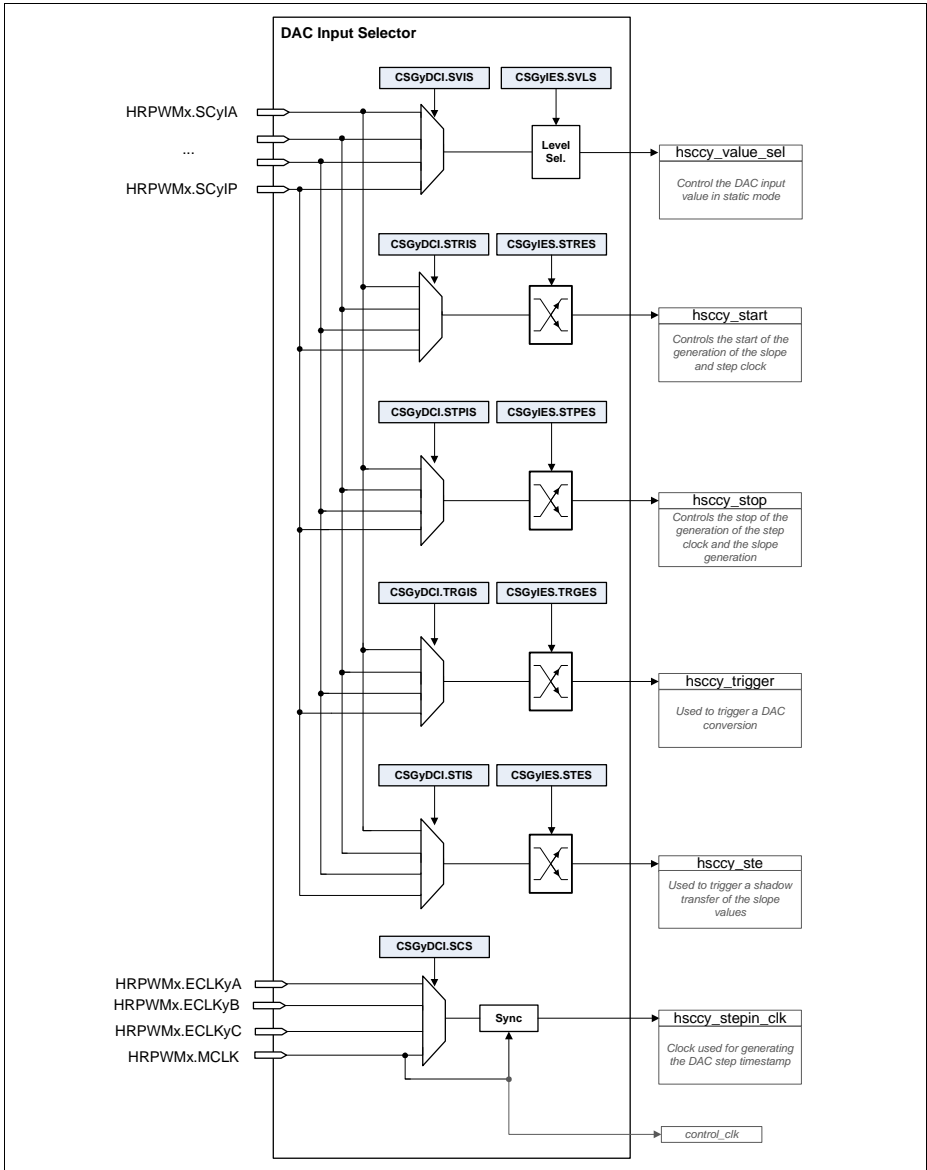 DAC Input Selector
CSGyDCI.SVIS
CSGyIES.SVLS
HRPWMx.SCyIA
...
HRPWMx.SCyIP
Level
Sel.
hsccy_value_sel
Control the DAC input
value in static mode
CSGyDCI.STRIS
CSGyIES.STRES
hsccy_start
Controls the start of the
generation of the slope
and step clock
CSGyDCI.STPIS
CSGyIES.STPES
hsccy_stop
Controls the stop of the
generation of the step
clock and the slope
generation
CSGyDCI.TRGIS
CSGyIES.TRGES
hsccy_trigger
Used to trigger a DAC
conversion
CSGyDCI.STIS
CSGyIES.STES
hsccy_ste
Used to trigger a shadow
transfer of the slope
values
CSGyDCI.SCS
HRPWMx.ECLKyA
HRPWMx.ECLKyB
HRPWMx.ECLKyC
HRPWMx.MCLK
Sync
hsccy_stepin_clk
Clock used for generating
the DAC step timestamp
control_clk